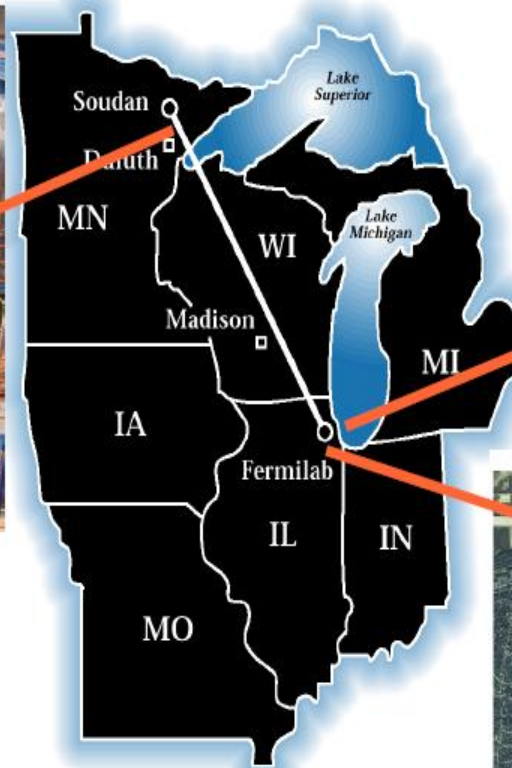 Lake
Superior
Soudan
Duluth
MN
Lake
Michigan
WI
Madison
MI
IA
Fermilab
IL
IN
MO